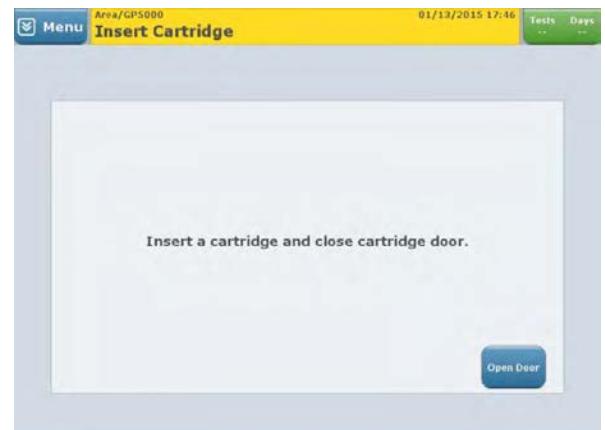 Menu
Area/GP5000
Insert Cartridge
01/13/2015 17:46
Tests Days
-- --
Insert a cartridge and close cartridge door.
Open Door